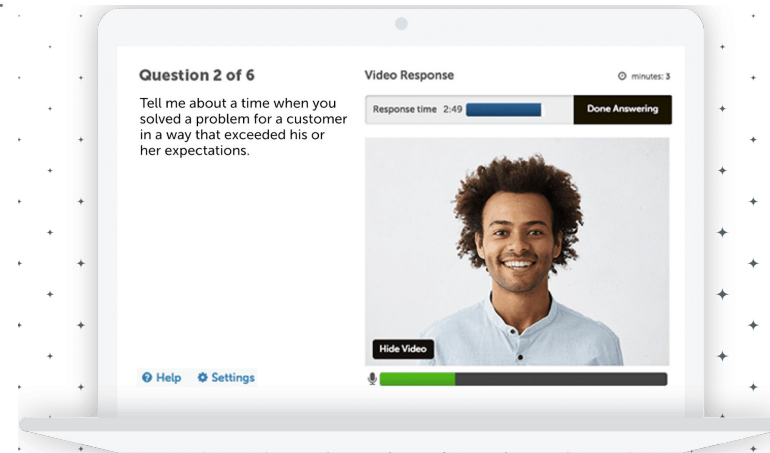 Question 2 of 6
Tell me about a time when you
solved a problem for a customer
in a way that exceeded his or
her expectations.
Help
Settings
Video Response
minutes: 3
Response time 2:49
Done Answering
Hide Video